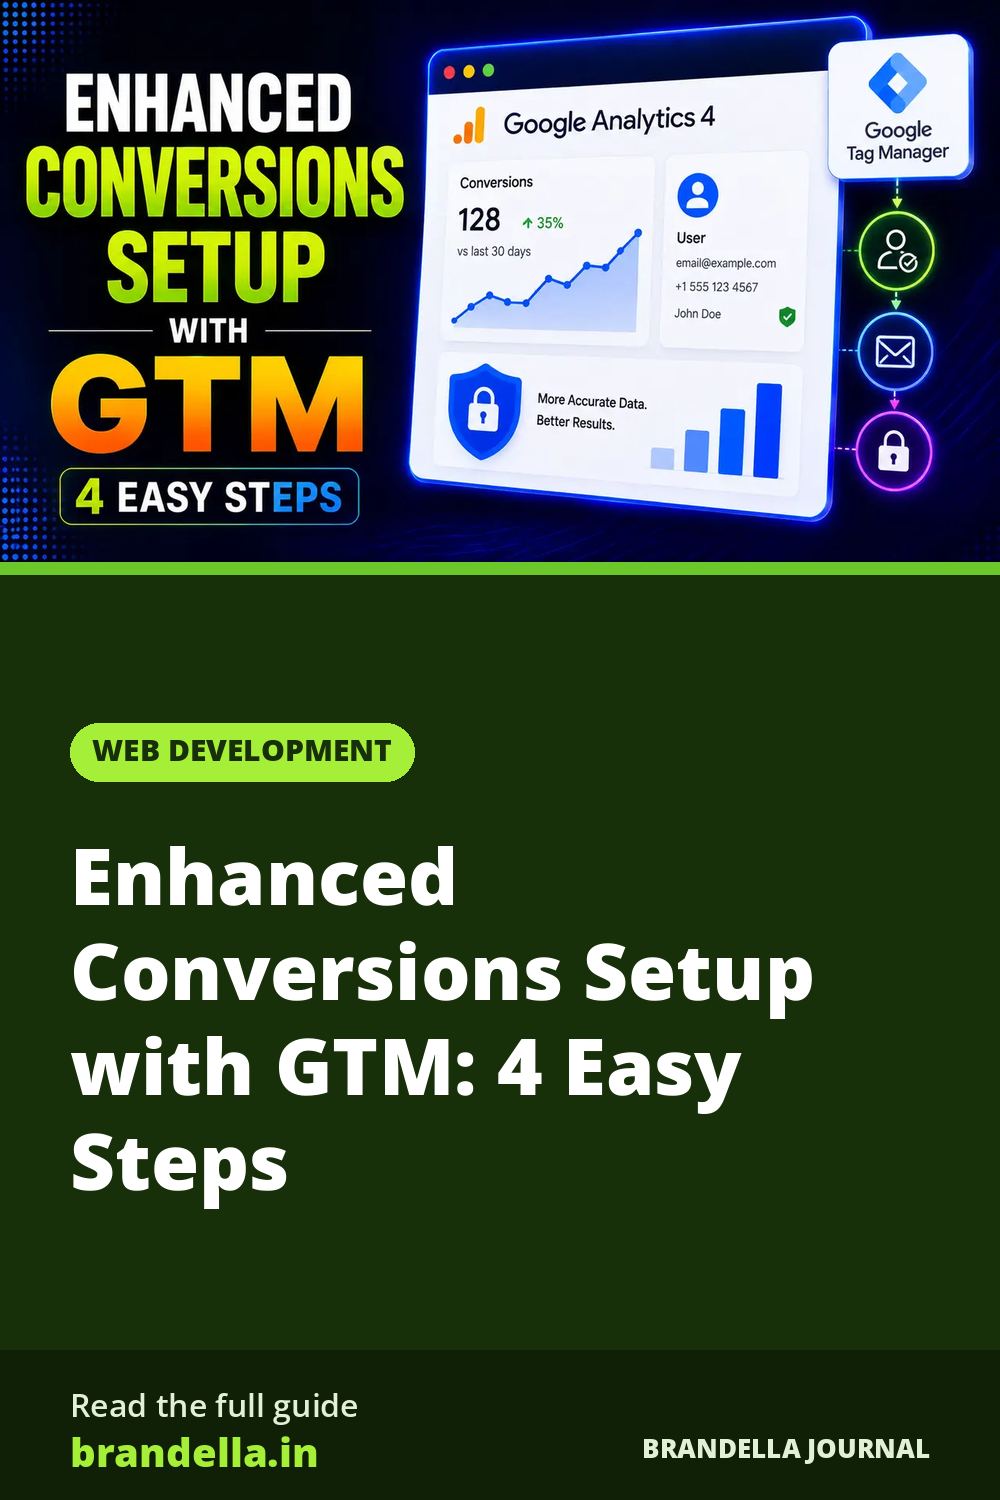 ENHANCED
CONVERSIONS
SETUP
WITH
GTM
4 EASY STEPS
Google Analytics 4
Conversions
128
35%
vs last 30 days
User
email@example.com
+1 555 123 4567
John Doe
More Accurate Data.
Better Results.
Google
Tag Manager
WEB DEVELOPMENT
Enhanced
Conversions Setup
with GTM: 4 Easy
Steps
Read the full guide
brandella.in
BRANDELLA JOURNAL